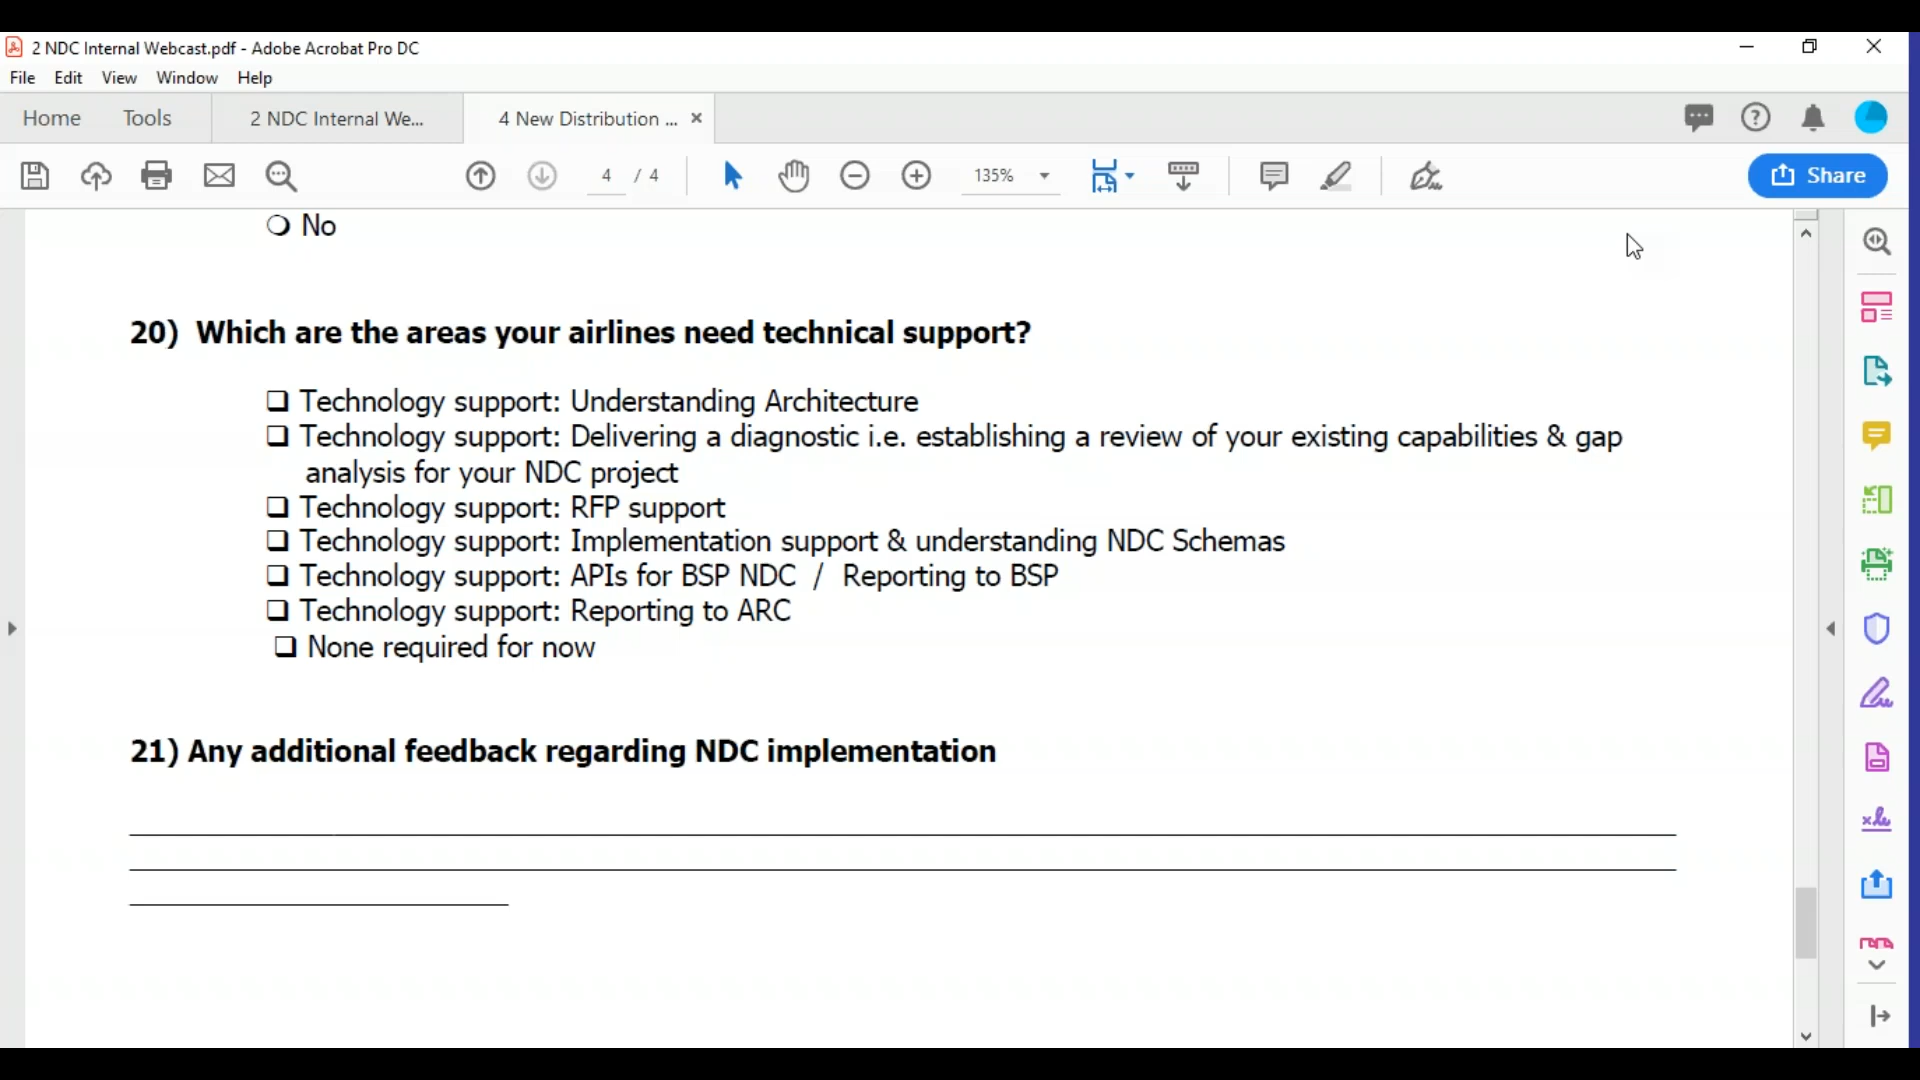 2 NDC Internal Webcast.pdf - Adobe Acrobat Pro DC
File Edit View Window Help
Home Tools 2 NDC Internal We... 4 New Distribution ... ×
4 / 4 135% Share
No
20) Which are the areas your airlines need technical support?
Technology support: Understanding Architecture
Technology support: Delivering a diagnostic i.e. establishing a review of your existing capabilities & gap
analysis for your NDC project
Technology support: RFP support
Technology support: Implementation support & understanding NDC Schemas
Technology support: APIs for BSP NDC / Reporting to BSP
Technology support: Reporting to ARC
None required for now
21) Any additional feedback regarding NDC implementation